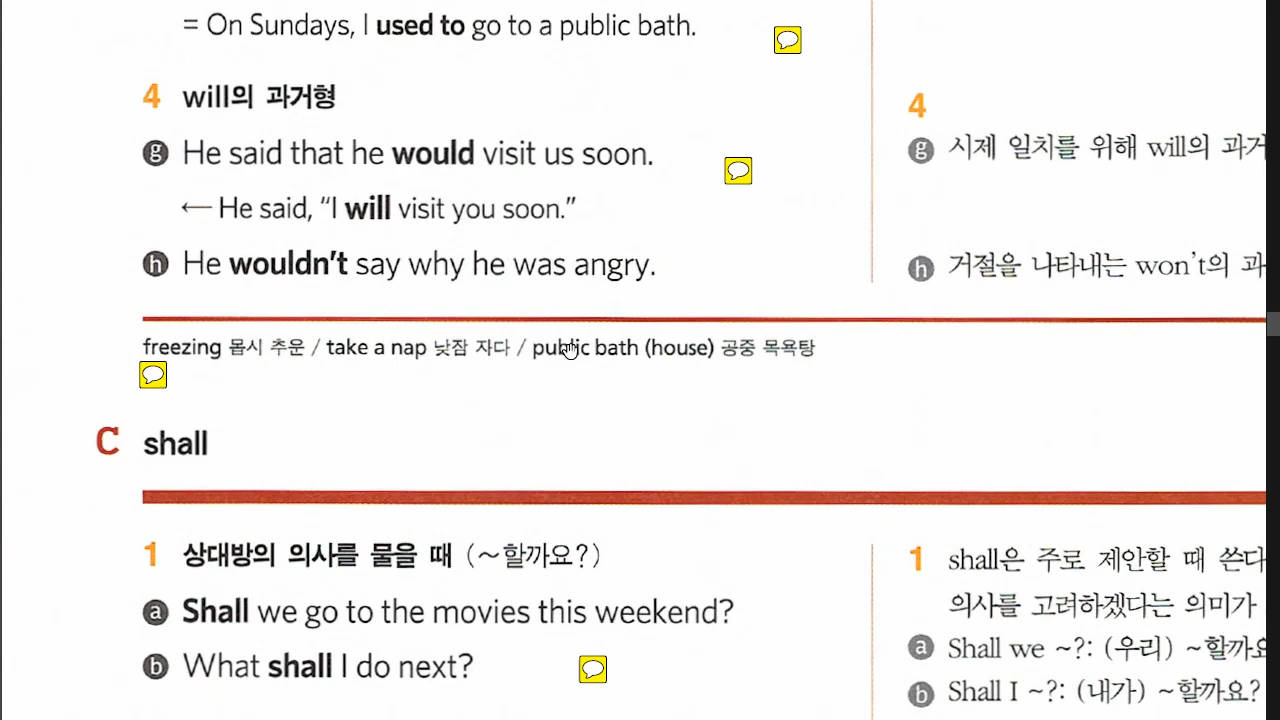 = On Sundays, I used to go to a public bath.
4 will의 과거형
g He said that he would visit us soon.
← He said, “I will visit you soon.”
h He wouldn't say why he was angry.
4
g 시제 일치를 위해 will의 과거
h 거절을 나타내는 won't의 과
freezing 몹시 추운 / take a nap 낮잠 자다 / public bath (house) 공중 목욕탕
C shall
1 상대방의 의사를 물을 때 (~할까요?)
a Shall we go to the movies this weekend?
b What shall I do next?
1 shall은 주로 제안할 때 쓴다
의사를 고려하겠다는 의미가
a Shall we ~?: (우리) ~할까요
b Shall I ~?: (내가) ~할까요?